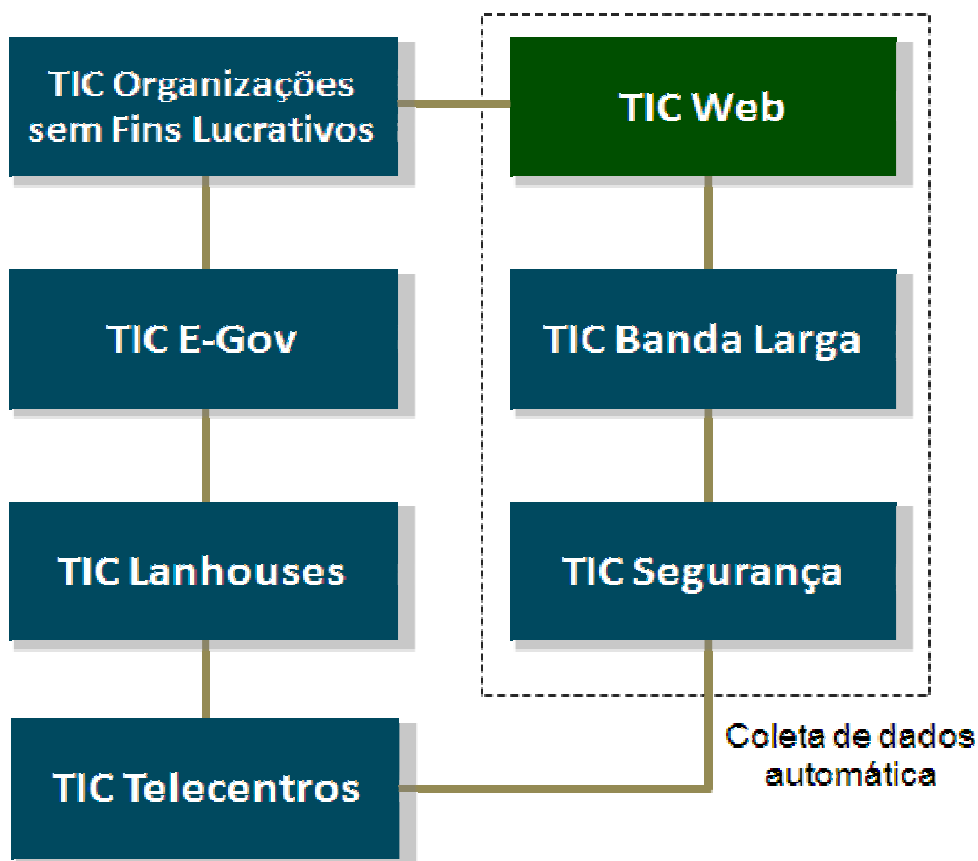 TIC Organizações
sem Fins Lucrativos
TIC Web
TIC E-Gov
TIC Banda Larga
TIC Lanhouses
TIC Segurança
TIC Telecentros
Coleta de dados
automática